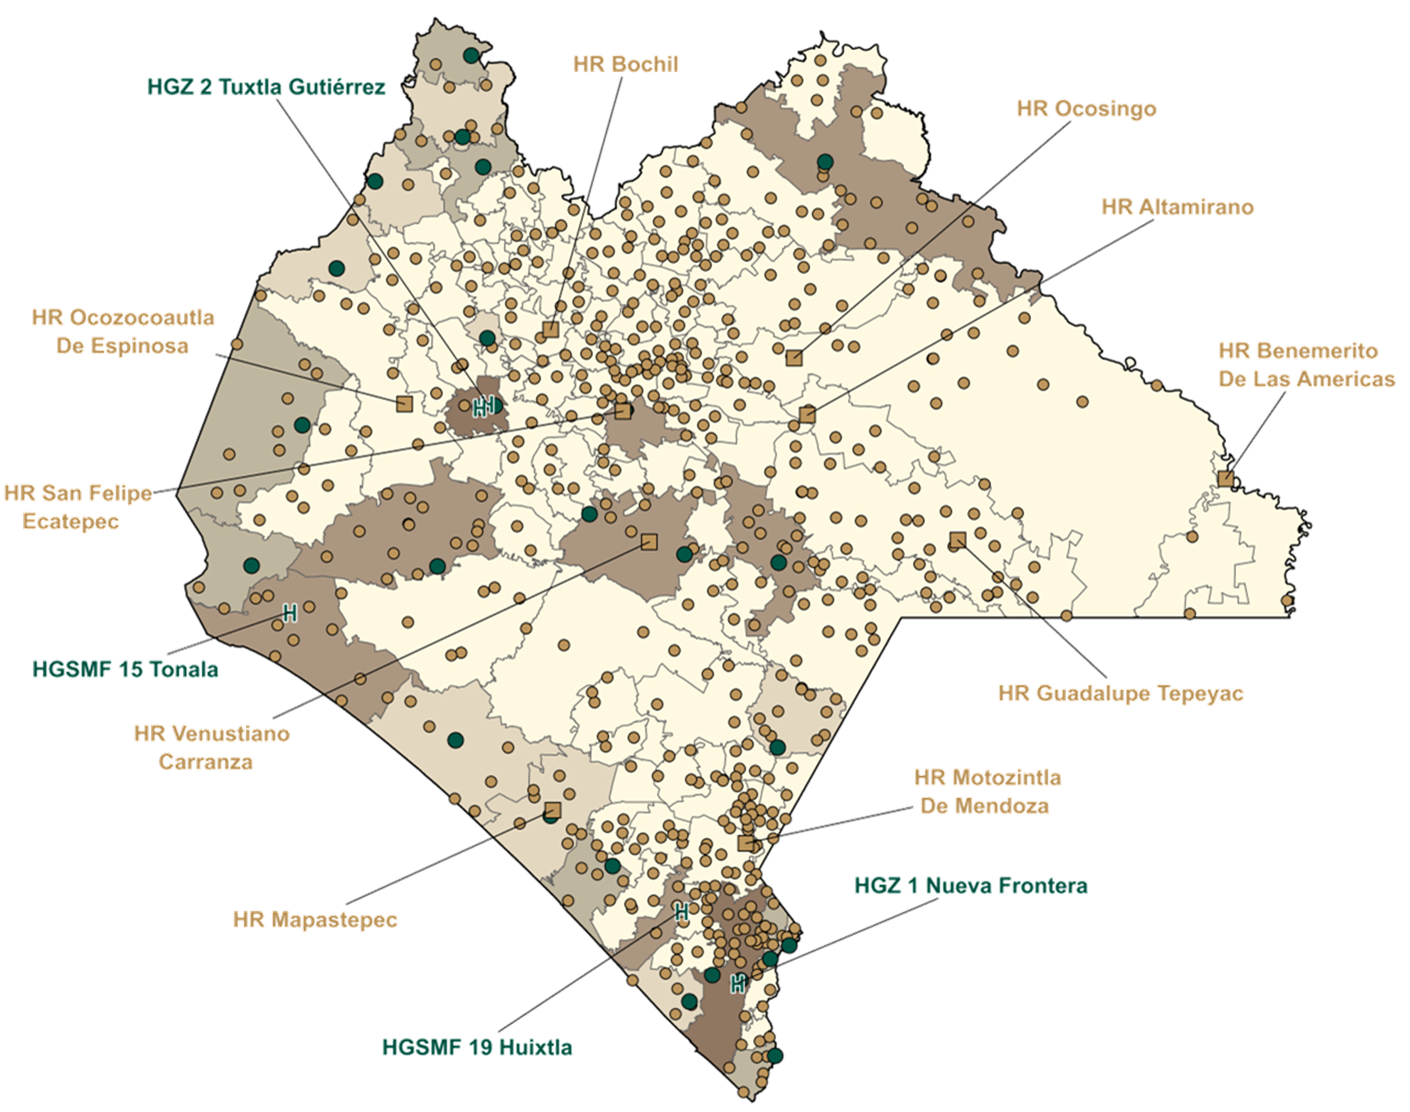 HR Bochil
HGZ 2 Tuxtla Gutiérrez
HR Ocosingo
HR Altamirano
HR Ocozocoautla
De Espinosa
HR Benemerito
De Las Americas
H
H
HR San Felipe
Ecatepec
H
HGSMF 15 Tonala
HR Guadalupe Tepeyac
HR Venustiano
Carranza
HR Motozintla
De Mendoza
HGZ 1 Nueva Frontera
HR Mapastepec
H
H
HGSMF 19 Huixtla